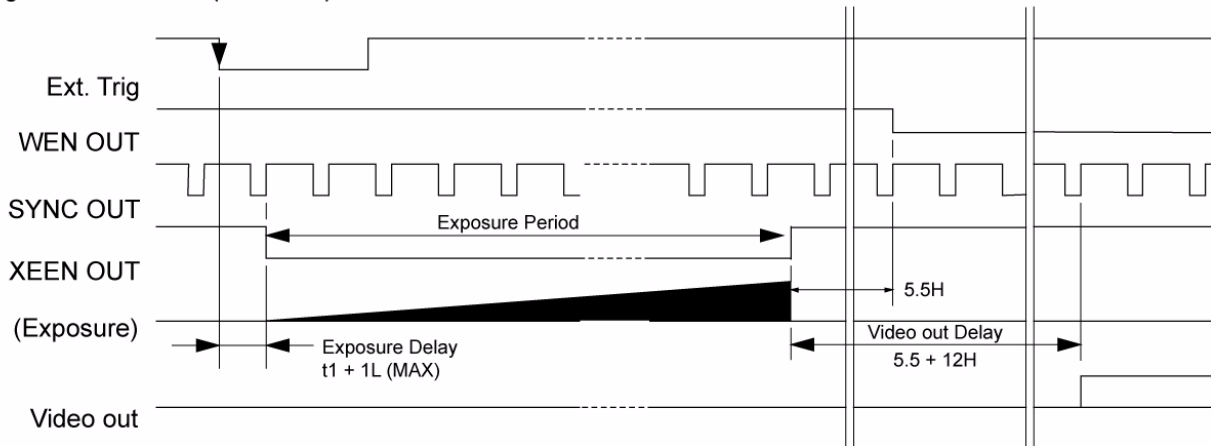 Ext. Trig
WEN OUT
SYNC OUT
Exposure Period
XEEN OUT
5.5H
(Exposure)
Video out Delay
Exposure Delay
5.5 + 12H
t1 + 1L (MAX)
Video out